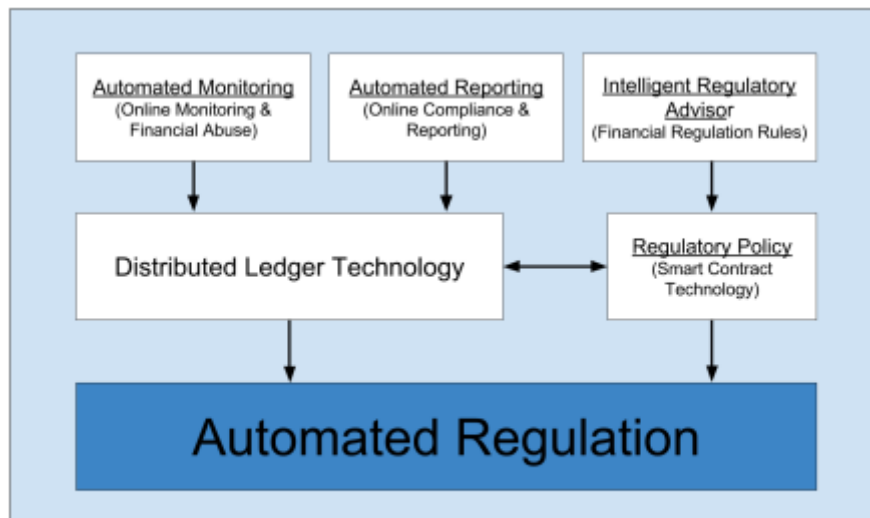 Automated Monitoring
(Online Monitoring &
Financial Abuse)
Automated Reporting
(Online Compliance &
Reporting)
Intelligent Regulatory
Advisor
(Financial Regulation Rules)
Distributed Ledger Technology
Regulatory Policy
(Smart Contract
Technology)
Automated Regulation